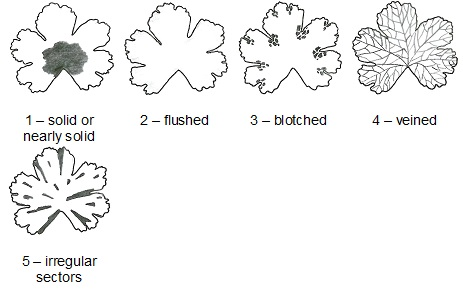 1 – solid or
nearly solid
2 – flushed
3 – blotched
4 – veined
5 – irregular
sectors